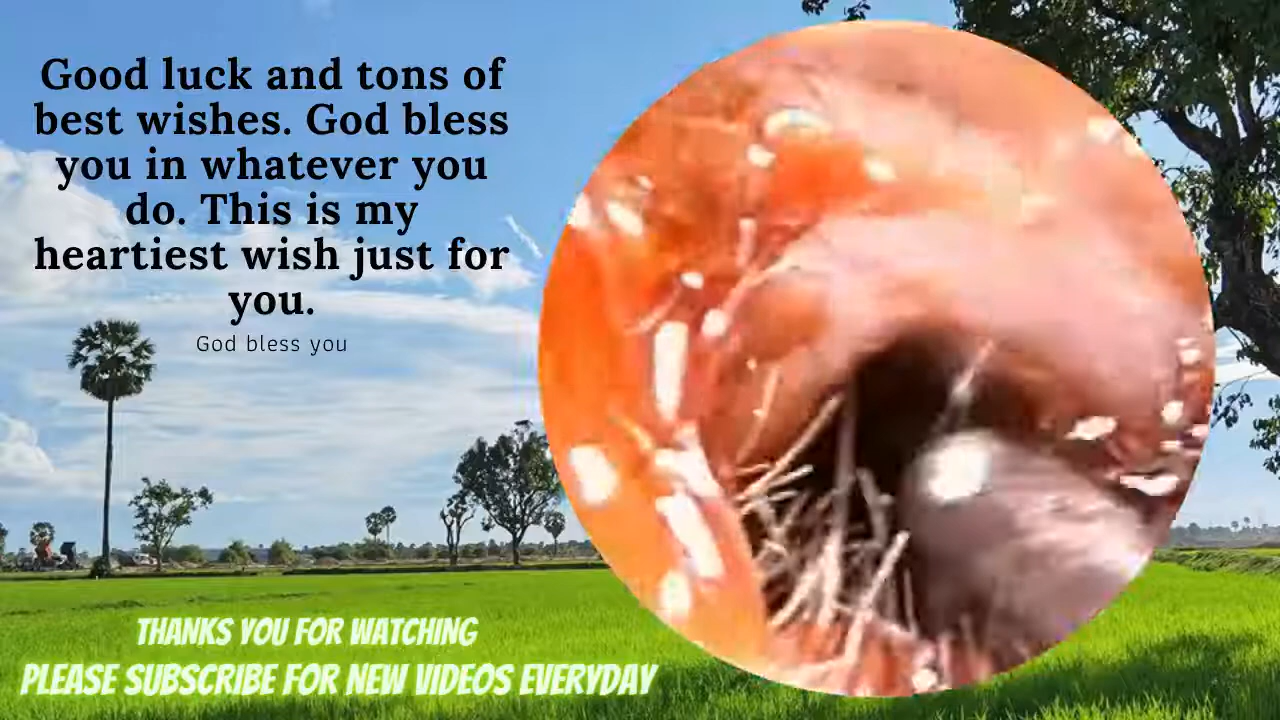 Good luck and tons of
best wishes. God bless
you in whatever you
do. This is my
heartiest wish just for
you.
God bless you
THANKS YOU FOR WATCHING
PLEASE SUBSCRIBE FOR NEW VIDEOS EVERYDAY